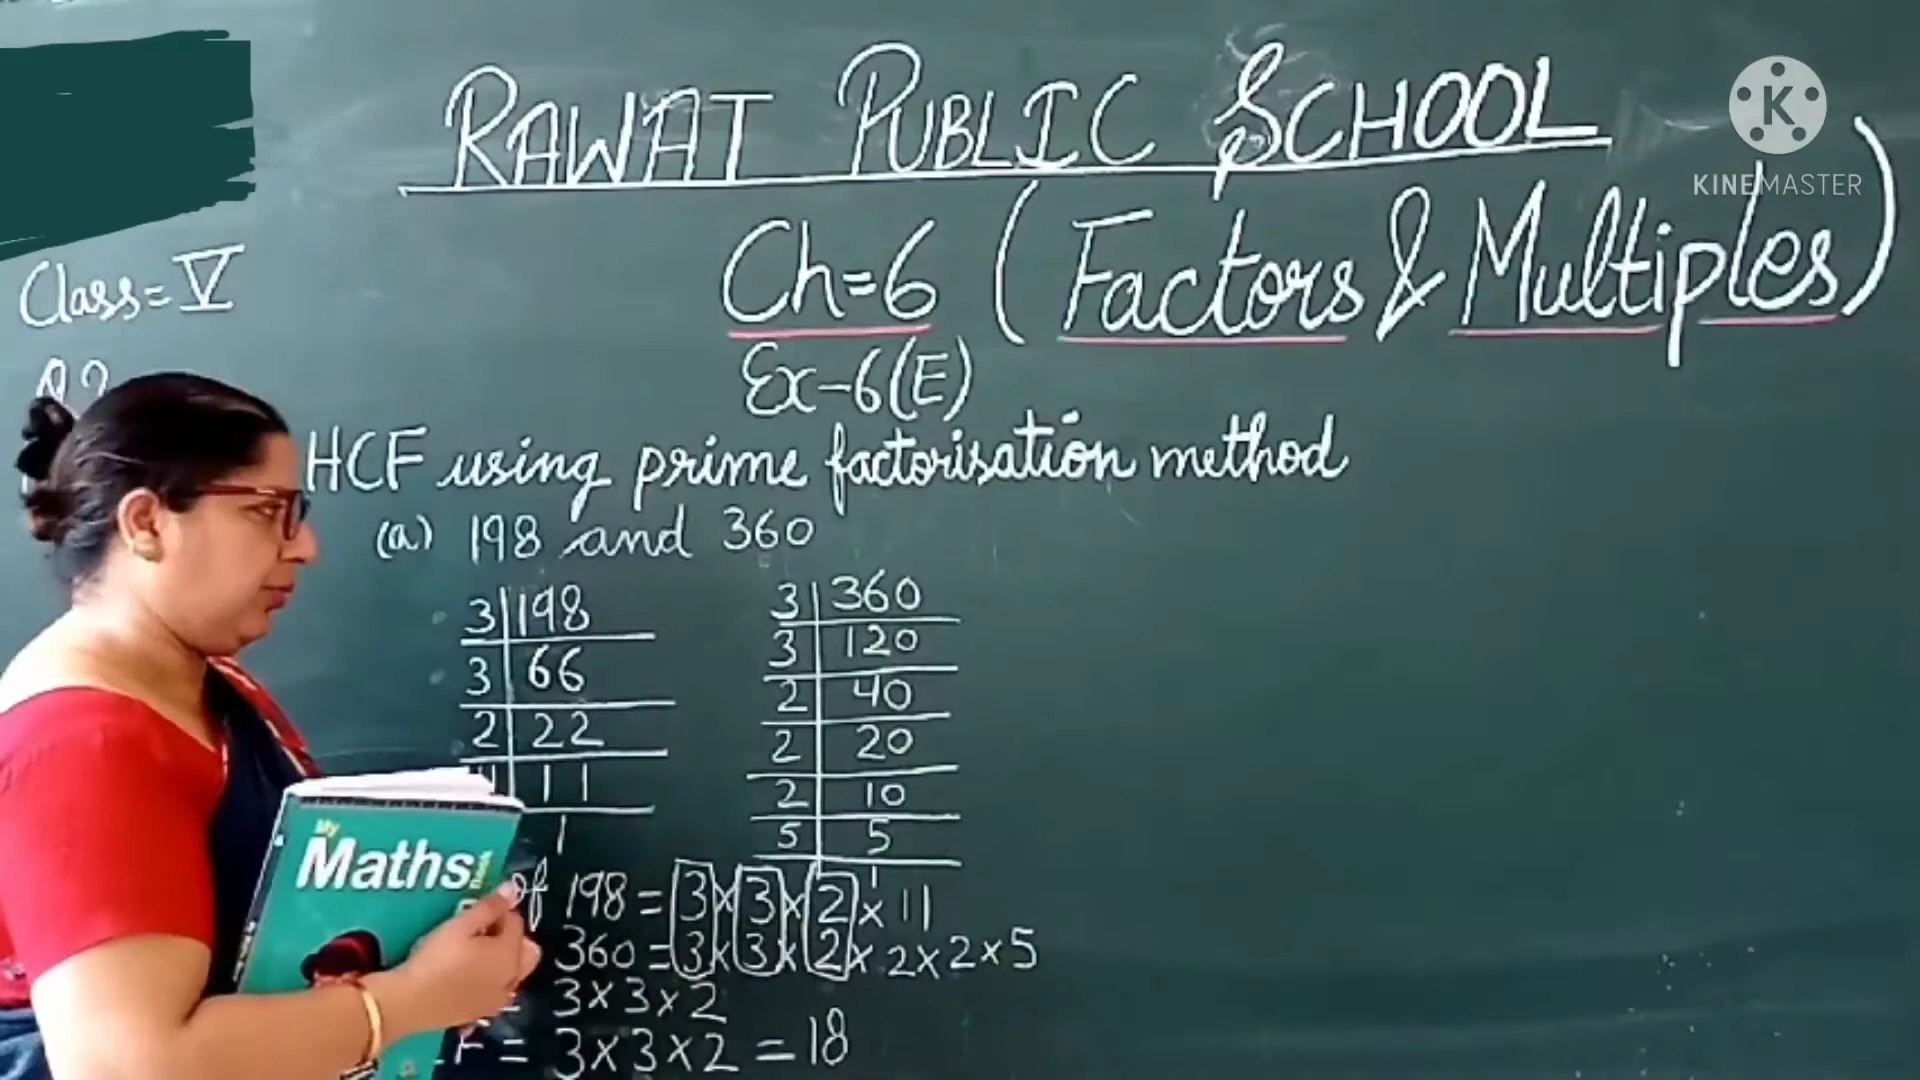 RAWAT PUBLIC SCHOOL
KINEMASTER
Class = V
Ch=6 (Factors & Multiples)
Ex-6(E)
HCF using prime factorisation method
(a) 198 and 360
3 | 198
3 | 66
2 | 22
11
1
3 | 360
3 | 120
2 | 40
2 | 20
2 | 10
5 | 5
1
of 198 = 3 × 3 × 2 × 11
360 = 3 × 3 × 2 × 2 × 2 × 5
= 3 × 3 × 2
F = 3 × 3 × 2 = 18
My Maths Book